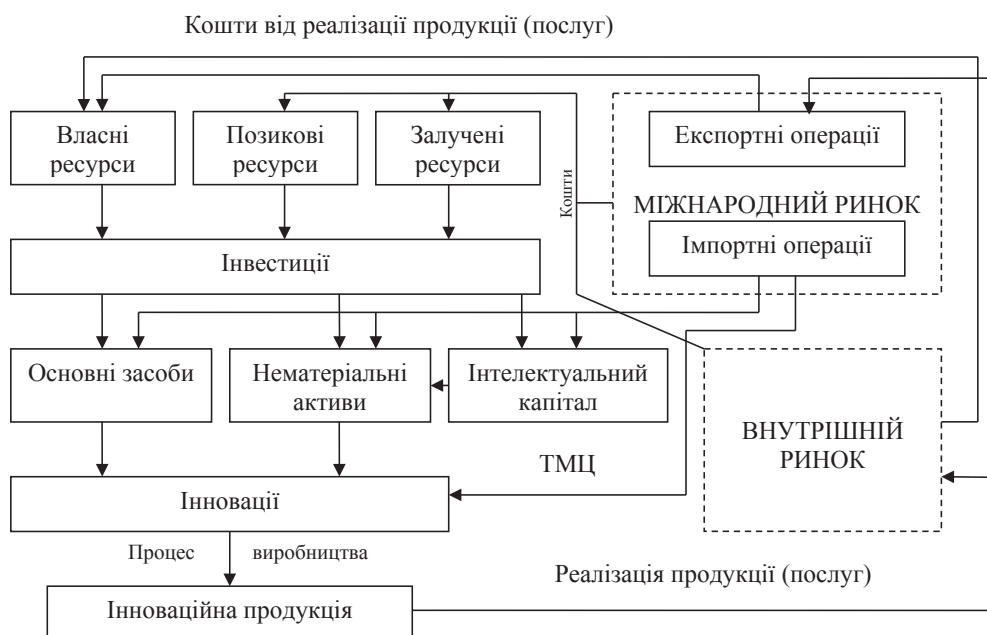 Кошти від реалізації продукції (послуг)
Власні
ресурси
Позикові
ресурси
Залучені
ресурси
Кошти
Експортні операції
МІЖНАРОДНИЙ РИНОК
Імпортні операції
Інвестиції
Основні засоби
Нематеріальні
активи
Інтелектуальний
капітал
ВНУТРІШНІЙ
РИНОК
ТМЦ
Інновації
Процес виробництва
Реалізація продукції (послуг)
Інноваційна продукція